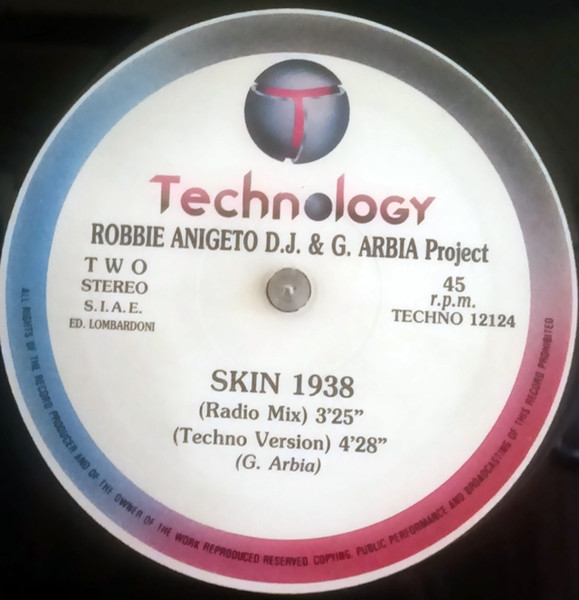 T
Technology
ROBBIE ANIGETO D.J. & G. ARBIA Project
TWO
STEREO
S.I.A.E.
ED. LOMBARDONI
45
r.p.m.
TECHNO 12124
SKIN 1938
(Radio Mix) 3'25”
(Techno Version) 4'28”
(G. Arbia)
ALL RIGHTS OF THE RECORD PRODUCER AND OF THE OWNER OF THE WORK REPRODUCED RESERVED. COPYING, PUBLIC PERFORMANCE AND BROADCASTING OF THIS RECORD PROHIBITED